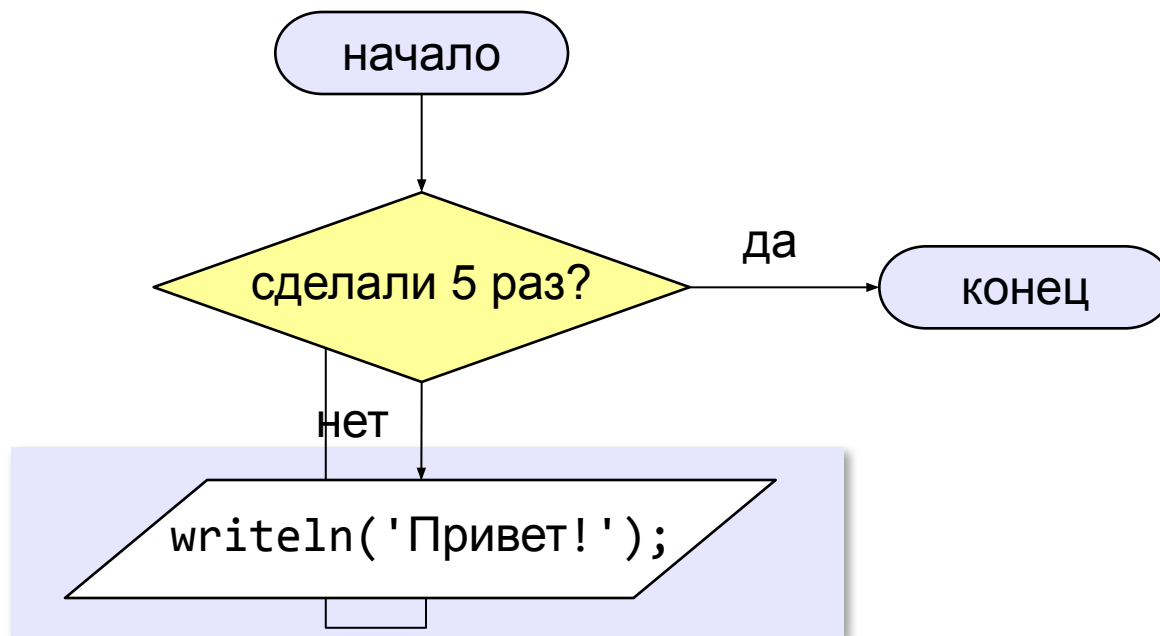 начало
сделали 5 раз?
да
конец
нет
writeln('Привет!');